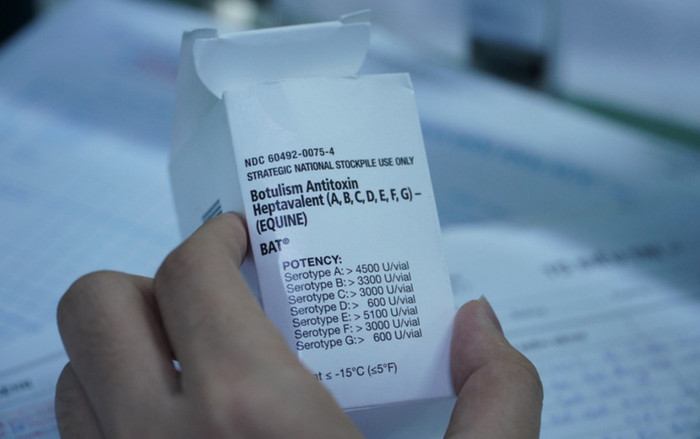 NDC 60492-0075-4
STRATEGIC NATIONAL STOCKPILE USE ONLY
Botulism Antitoxin
Heptavalent (A, B, C, D, E, F, G) –
(EQUINE)
BAT®
POTENCY:
Serotype A: > 4500 U/vial
Serotype B: > 3300 U/vial
Serotype C: > 3000 U/vial
Serotype D: > 600 U/vial
Serotype E: > 5100 U/vial
Serotype F: > 3000 U/vial
Serotype G: > 600 U/vial
≤ -15°C (≤5°F)